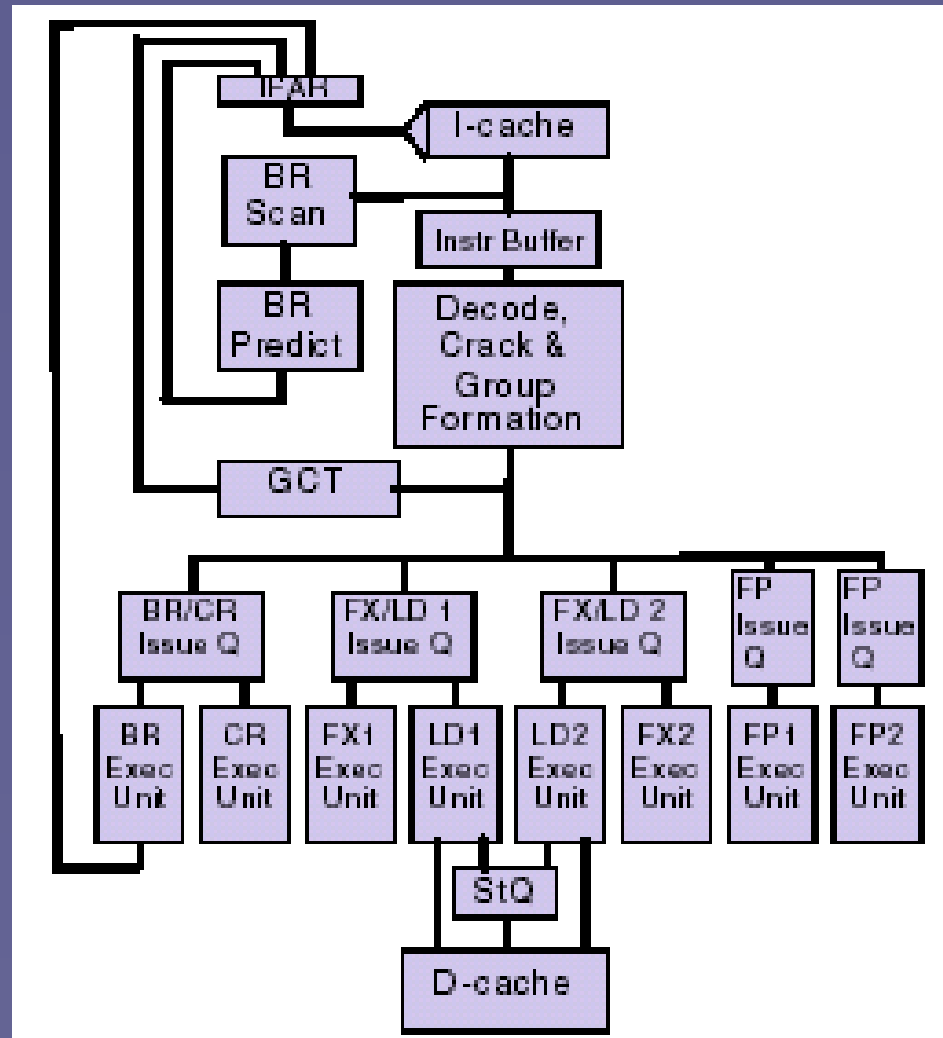 IFAR
I-cache
BR
Scan
Instr Buffer
BR
Predict
Decode,
Crack &
Group
Formation
GCT
BR/CR
Issue Q
FX/LD 1
Issue Q
FX/LD 2
Issue Q
FP
Issue
Q
FP
Issue
Q
BR
Exec
Unit
CR
Exec
Unit
FX1
Exec
Unit
LD1
Exec
Unit
LD2
Exec
Unit
FX2
Exec
Unit
FP1
Exec
Unit
FP2
Exec
Unit
StQ
D-cache